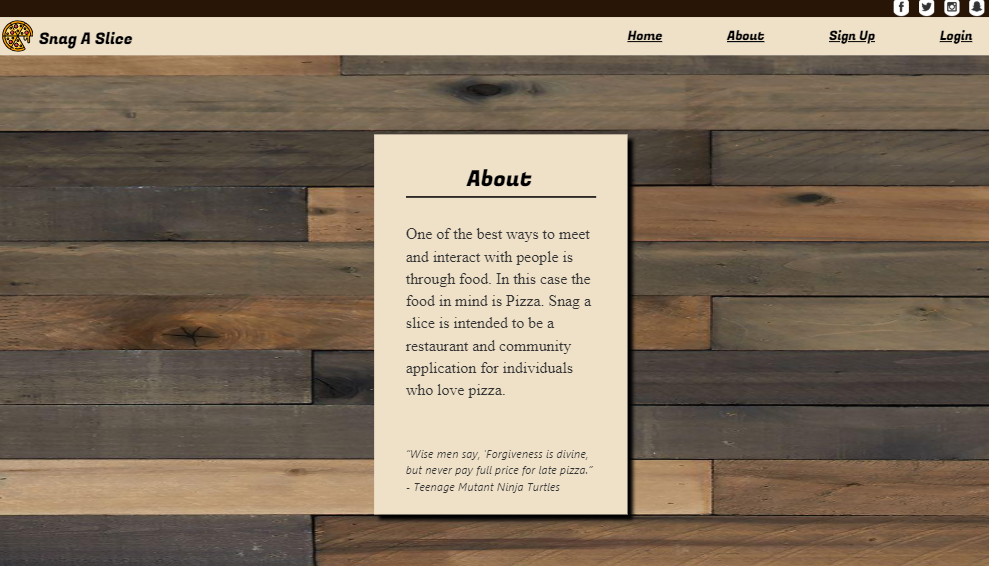 Snag A Slice
Home
About
Sign Up
Login
About
One of the best ways to meet
and interact with people is
through food. In this case the
food in mind is Pizza. Snag a
slice is intended to be a
restaurant and community
application for individuals
who love pizza.
"Wise men say, 'Forgiveness is divine,
but never pay full price for late pizza."
- Teenage Mutant Ninja Turtles